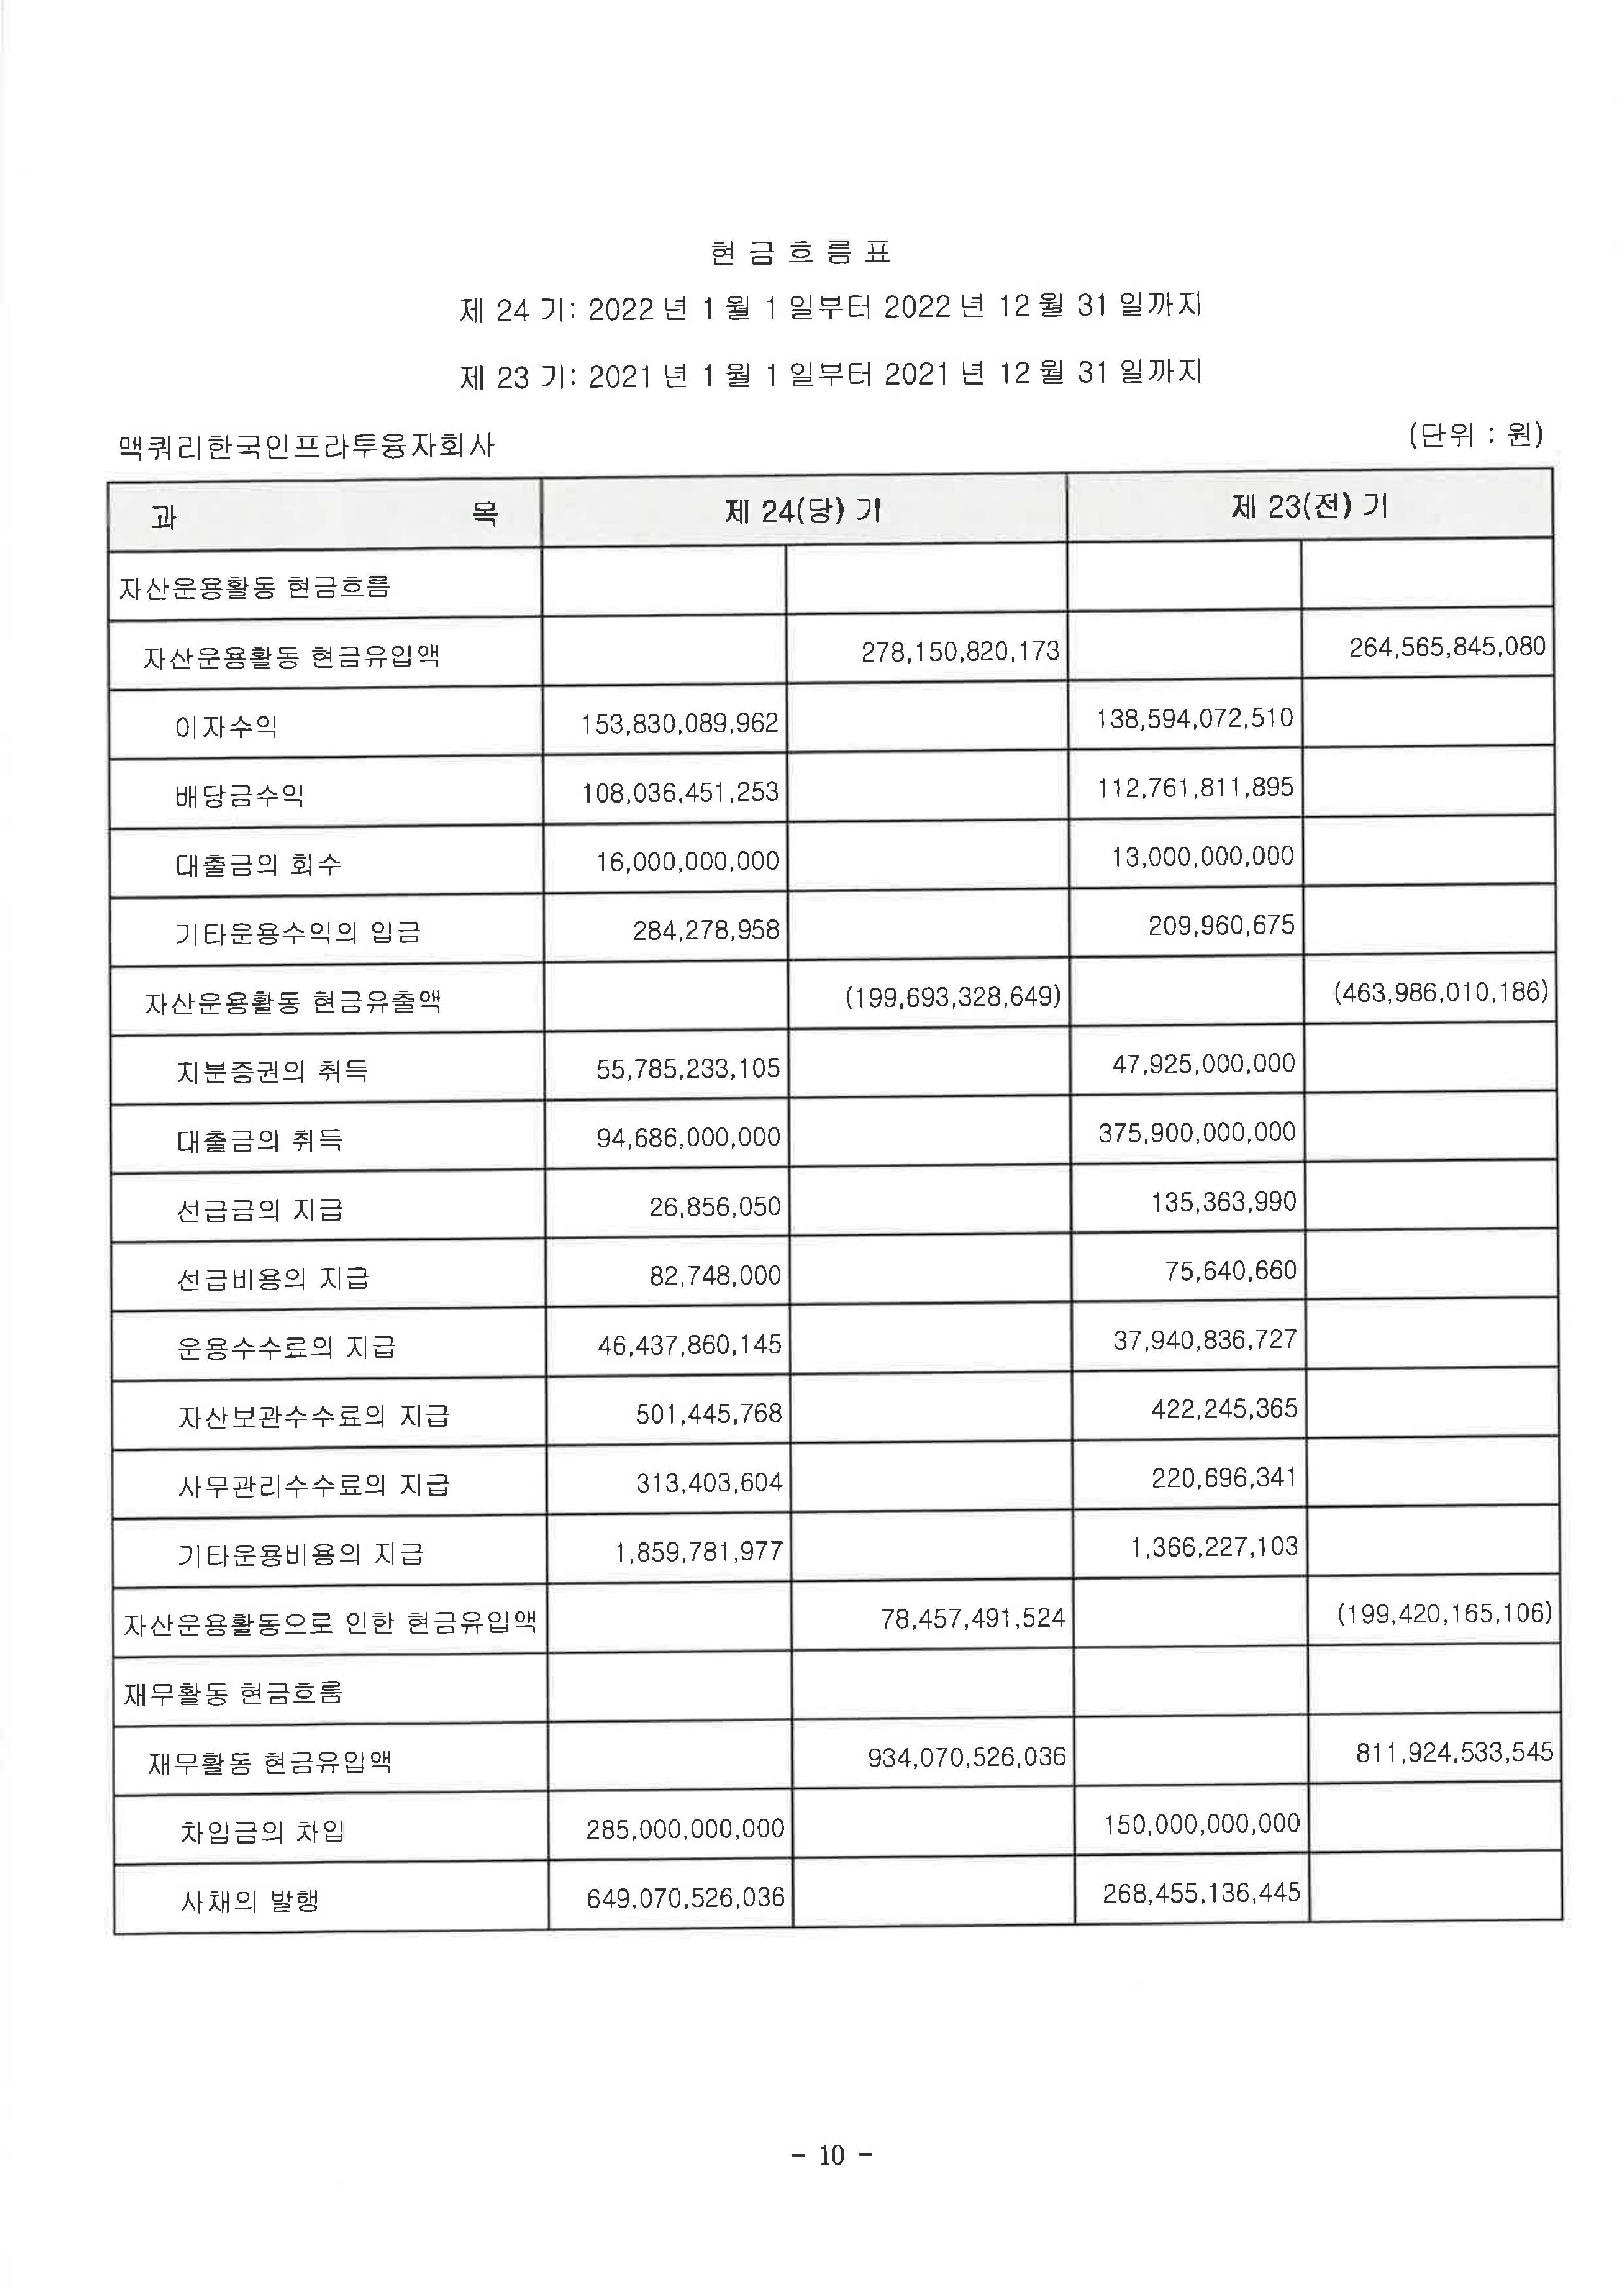 현 금 흐 름 표
제 24 기: 2022 년 1 월 1 일부터 2022 년 12 월 31 일까지
제 23 기: 2021 년 1 월 1 일부터 2021 년 12 월 31 일까지
맥쿼리한국인프라투융자회사 (단위 : 원)
과 목 제 24(당) 기 제 23(전) 기
자산운용활동 현금흐름
자산운용활동 현금유입액 278,150,820,173 264,565,845,080
이자수익 153,830,089,962 138,594,072,510
배당금수익 108,036,451,253 112,761,811,895
대출금의 회수 16,000,000,000 13,000,000,000
기타운용수익의 입금 284,278,958 209,960,675
자산운용활동 현금유출액 (199,693,328,649) (463,986,010,186)
지분증권의 취득 55,785,233,105 47,925,000,000
대출금의 취득 94,686,000,000 375,900,000,000
선급금의 지급 26,856,050 135,363,990
선급비용의 지급 82,748,000 75,640,660
운용수수료의 지급 46,437,860,145 37,940,836,727
자산보관수수료의 지급 501,445,768 422,245,365
사무관리수수료의 지급 313,403,604 220,696,341
기타운용비용의 지급 1,859,781,977 1,366,227,103
자산운용활동으로 인한 현금유입액 78,457,491,524 (199,420,165,106)
재무활동 현금흐름
재무활동 현금유입액 934,070,526,036 811,924,533,545
차입금의 차입 285,000,000,000 150,000,000,000
사채의 발행 649,070,526,036 268,455,136,445
- 10 -